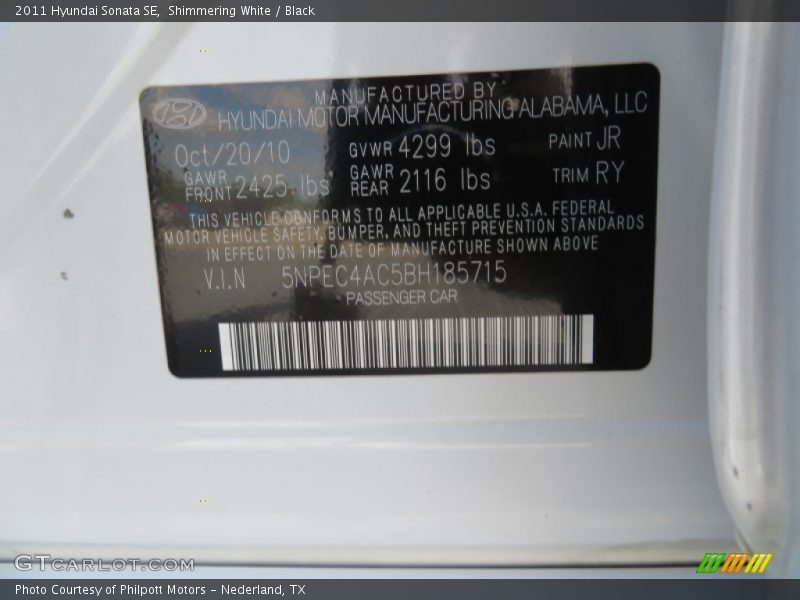 2011 Hyundai Sonata SE,  Shimmering White / Black
MANUFACTURED BY
HYUNDAI MOTOR MANUFACTURING ALABAMA, LLC
Oct/20/10 GVWR 4299 lbs PAINT JR
GAWR FRONT 2425 lbs GAWR REAR 2116 lbs TRIM RY
THIS VEHICLE CONFORMS TO ALL APPLICABLE U.S.A. FEDERAL
MOTOR VEHICLE SAFETY, BUMPER, AND THEFT PREVENTION STANDARDS
IN EFFECT ON THE DATE OF MANUFACTURE SHOWN ABOVE
V.I.N 5NPEC4AC5BH185715
PASSENGER CAR
GTCARLOT.COM
Photo Courtesy of Philpott Motors - Nederland, TX